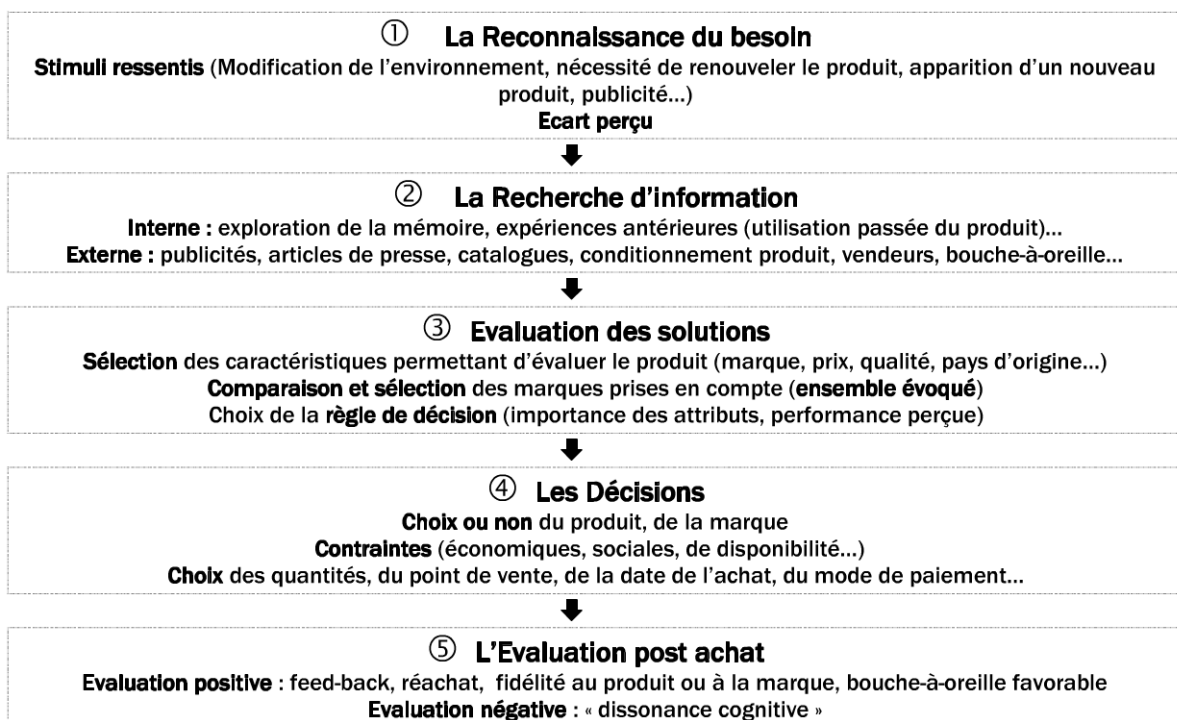 ① La Reconnaissance du besoin
Stimuli ressentis (Modification de l’environnement, nécessité de renouveler le produit, apparition d’un nouveau
produit, publicité...)
Ecart perçu
② La Recherche d’information
Interne : exploration de la mémoire, expériences antérieures (utilisation passée du produit)...
Externe : publicités, articles de presse, catalogues, conditionnement produit, vendeurs, bouche-à-oreille...
③ Evaluation des solutions
Sélection des caractéristiques permettant d’évaluer le produit (marque, prix, qualité, pays d’origine...)
Comparaison et sélection des marques prises en compte (ensemble évoqué)
Choix de la règle de décision (importance des attributs, performance perçue)
④ Les Décisions
Choix ou non du produit, de la marque
Contraintes (économiques, sociales, de disponibilité...)
Choix des quantités, du point de vente, de la date de l’achat, du mode de paiement...
⑤ L’Evaluation post achat
Evaluation positive : feed-back, réachat, fidélité au produit ou à la marque, bouche-à-oreille favorable
Evaluation négative : « dissonance cognitive »